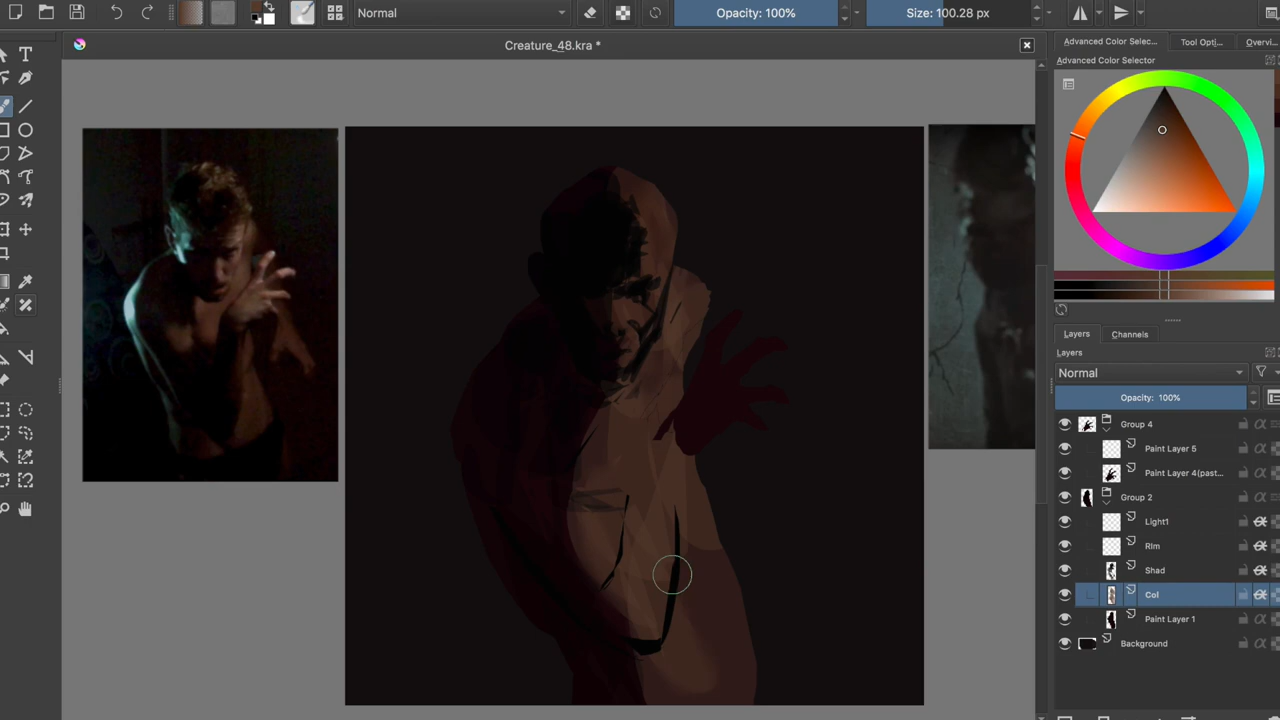 Normal
Opacity: 100%
Size: 100.28 px
Creature_48.kra *
Advanced Color Selec...
Tool Opti...
Overvi...
Advanced Color Selector
Layers
Channels
Layers
Normal
Opacity: 100%
Group 4
Paint Layer 5
Paint Layer 4(past...
Group 2
Light1
RIm
Shad
Col
Paint Layer 1
Background